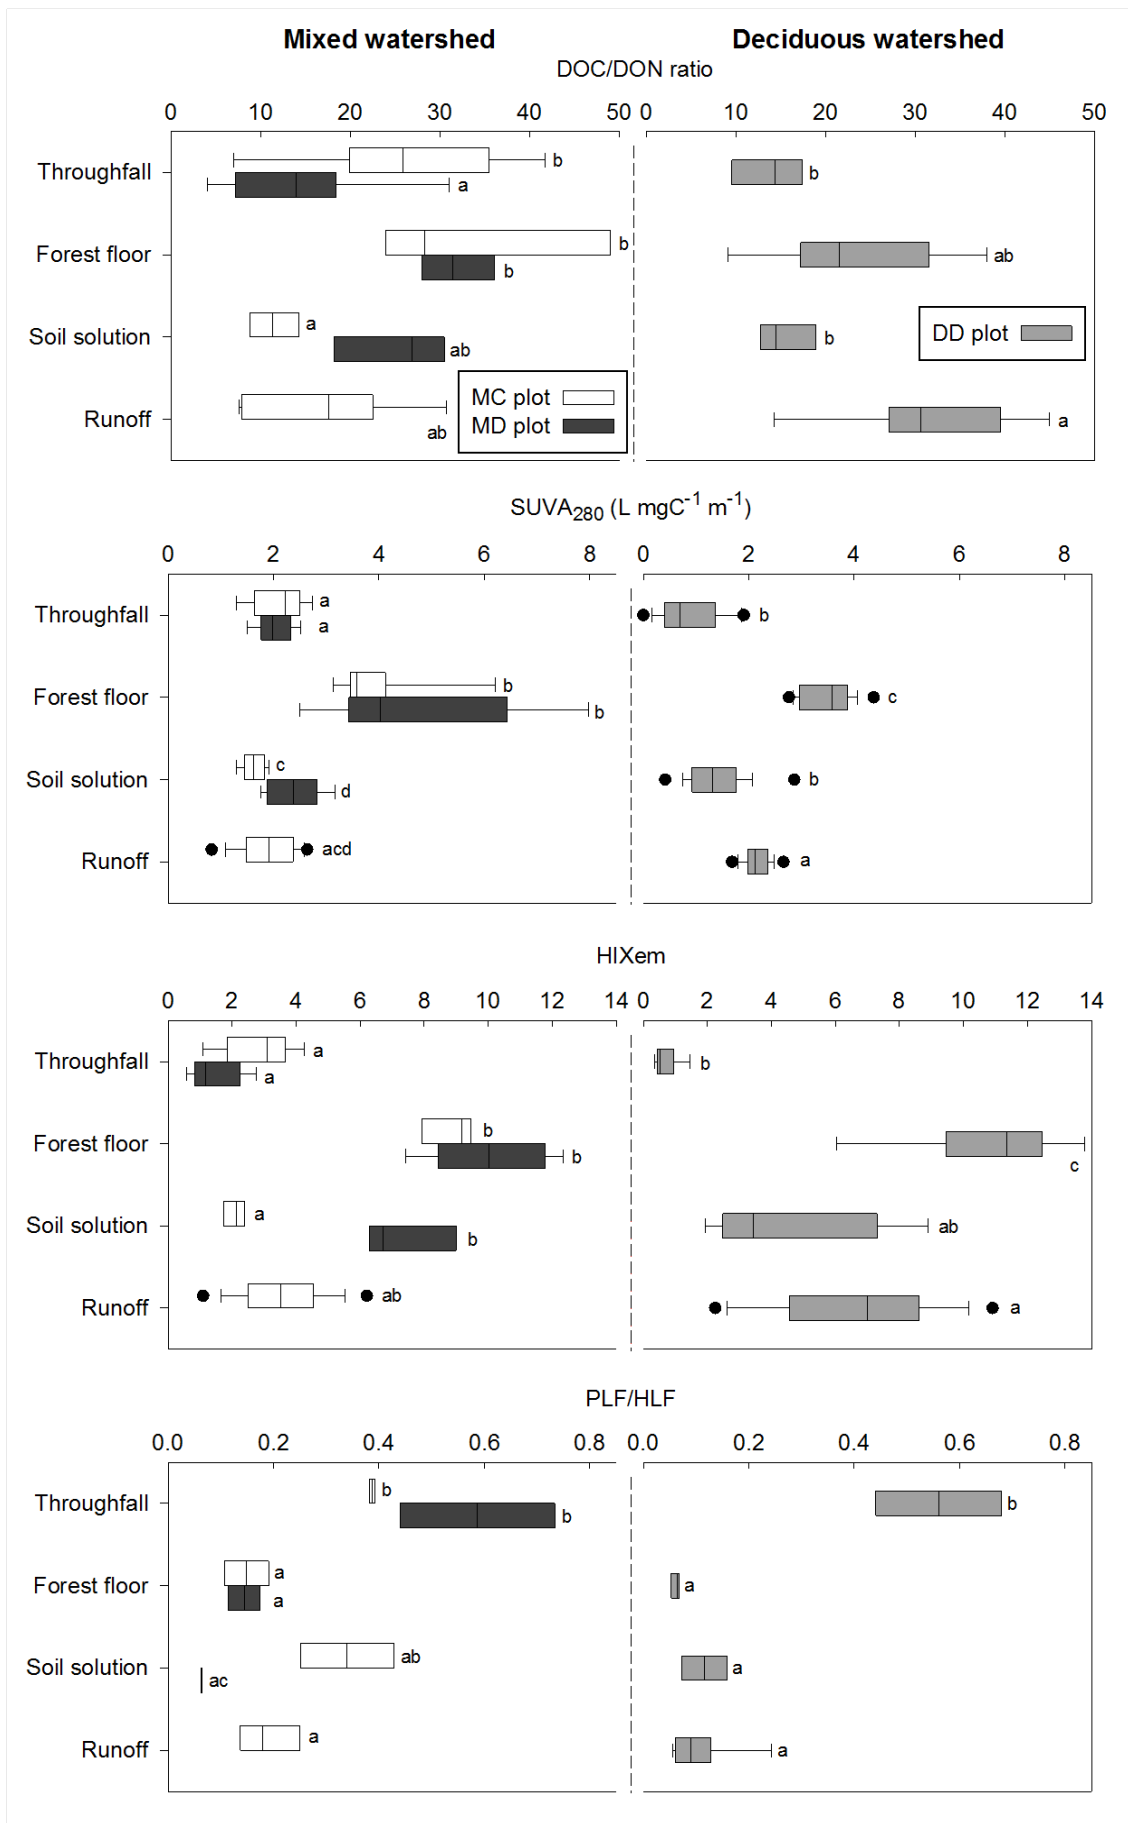 Mixed watershed Deciduous watershed
DOC/DON ratio
0 10 20 30 40 50 0 10 20 30 40 50
Throughfall b a b
Forest floor b b ab
Soil solution a ab b
DD plot
MC plot
MD plot
Runoff ab a
SUVA280 (L mgC-1 m-1)
0 2 4 6 8 0 2 4 6 8
Throughfall a a b
Forest floor b b c
Soil solution c d b
Runoff acd a
HIXem
0 2 4 6 8 10 12 14 0 2 4 6 8 10 12 14
Throughfall a a b
Forest floor b b c
Soil solution a b ab
Runoff ab a
PLF/HLF
0.0 0.2 0.4 0.6 0.8 0.0 0.2 0.4 0.6 0.8
Throughfall b b b
Forest floor a a a
Soil solution ab ac a
Runoff a a